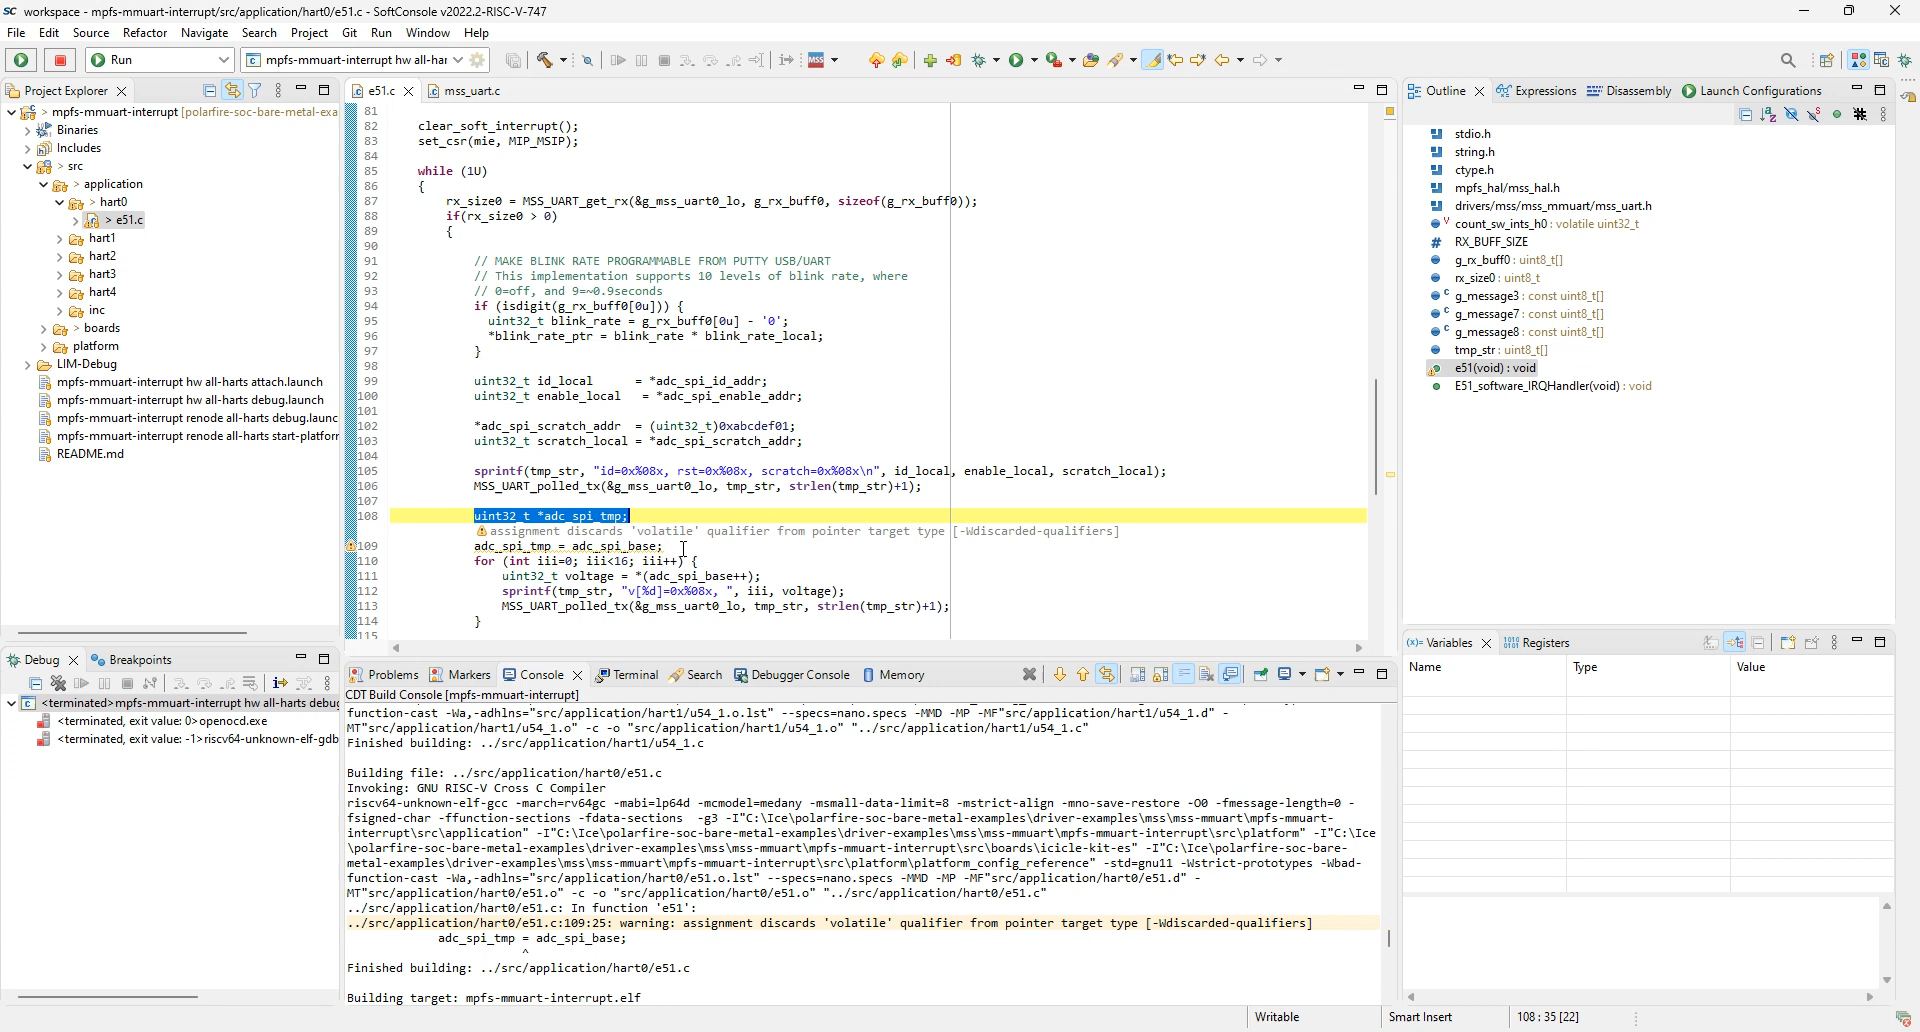 workspace - mpfs-mmuart-interrupt/src/application/hart0/e51.c - SoftConsole v2022.2-RISC-V-747
File Edit Source Refactor Navigate Search Project Git Run Window Help
Run
mpfs-mmuart-interrupt hw all-har
Project Explorer
mpfs-mmuart-interrupt [polarfire-soc-bare-metal-exa
Binaries
Includes
src
application
hart0
e51.c
hart1
hart2
hart3
hart4
inc
boards
platform
LIM-Debug
mpfs-mmuart-interrupt hw all-harts attach.launch
mpfs-mmuart-interrupt hw all-harts debug.launch
mpfs-mmuart-interrupt renode all-harts debug.launc
mpfs-mmuart-interrupt renode all-harts start-platforr
README.md
Debug Breakpoints
<terminated>mpfs-mmuart-interrupt hw all-harts debug
<terminated, exit value: 0>openocd.exe
<terminated, exit value: -1>riscv64-unknown-elf-gdb
e51.c mss_uart.c
81
82 clear_soft_interrupt();
83 set_csr(mie, MIP_MSIP);
84
85 while (1U)
86 {
87 rx_size0 = MSS_UART_get_rx(&g_mss_uart0_lo, g_rx_buff0, sizeof(g_rx_buff0));
88 if(rx_size0 > 0)
89 {
90
91 // MAKE BLINK RATE PROGRAMMABLE FROM PUTTY USB/UART
92 // This implementation supports 10 levels of blink rate, where
93 // 0=off, and 9=~0.9seconds
94 if (isdigit(g_rx_buff0[0u])) {
95 uint32_t blink_rate = g_rx_buff0[0u] - '0';
96 *blink_rate_ptr = blink_rate * blink_rate_local;
97 }
98
99 uint32_t id_local = *adc_spi_id_addr;
100 uint32_t enable_local = *adc_spi_enable_addr;
101
102 *adc_spi_scratch_addr = (uint32_t)0xabcdef01;
103 uint32_t scratch_local = *adc_spi_scratch_addr;
104
105 sprintf(tmp_str, "id=0x%08x, rst=0x%08x, scratch=0x%08x\n", id_local, enable_local, scratch_local);
106 MSS_UART_polled_tx(&g_mss_uart0_lo, tmp_str, strlen(tmp_str)+1);
107
108 uint32_t *adc_spi_tmp;
assignment discards 'volatile' qualifier from pointer target type [-Wdiscarded-qualifiers]
109 adc_spi_tmp = adc_spi_base;
110 for (int iii=0; iii<16; iii++) {
111 uint32_t voltage = *(adc_spi_base++);
112 sprintf(tmp_str, "v[%d]=0x%08x, ", iii, voltage);
113 MSS_UART_polled_tx(&g_mss_uart0_lo, tmp_str, strlen(tmp_str)+1);
114 }
115
Problems Markers Console Terminal Search Debugger Console Memory
CDT Build Console [mpfs-mmuart-interrupt]
function-cast -Wa,-adhlns="src/application/hart1/u54_1.o.lst" --specs=nano.specs -MMD -MP -MF"src/application/hart1/u54_1.d" -
MT"src/application/hart1/u54_1.o" -c -o "src/application/hart1/u54_1.o" "../src/application/hart1/u54_1.c"
Finished building: ../src/application/hart1/u54_1.c
Building file: ../src/application/hart0/e51.c
Invoking: GNU RISC-V Cross C Compiler
riscv64-unknown-elf-gcc -march=rv64gc -mabi=lp64d -mcmodel=medany -msmall-data-limit=8 -mstrict-align -mno-save-restore -O0 -fmessage-length=0 -
fsigned-char -ffunction-sections -fdata-sections -g3 -I"C:\Ice\polarfire-soc-bare-metal-examples\driver-examples\mss\mss-mmuart\mpfs-mmuart-
interrupt\src\application" -I"C:\Ice\polarfire-soc-bare-metal-examples\driver-examples\mss\mss-mmuart\mpfs-mmuart-interrupt\src\platform" -I"C:\Ice
\polarfire-soc-bare-metal-examples\driver-examples\mss\mss-mmuart\mpfs-mmuart-interrupt\src\boards\icicle-kit-es" -I"C:\Ice\polarfire-soc-bare-
metal-examples\driver-examples\mss\mss-mmuart\mpfs-mmuart-interrupt\src\platform\platform_config_reference" -std=gnu11 -Wstrict-prototypes -Wbad-
function-cast -Wa,-adhlns="src/application/hart0/e51.o.lst" --specs=nano.specs -MMD -MP -MF"src/application/hart0/e51.d" -
MT"src/application/hart0/e51.o" -c -o "src/application/hart0/e51.o" "../src/application/hart0/e51.c"
../src/application/hart0/e51.c: In function 'e51':
../src/application/hart0/e51.c:109:25: warning: assignment discards 'volatile' qualifier from pointer target type [-Wdiscarded-qualifiers]
adc_spi_tmp = adc_spi_base;
^
Finished building: ../src/application/hart0/e51.c
Building target: mpfs-mmuart-interrupt.elf
Outline Expressions Disassembly Launch Configurations
stdio.h
string.h
ctype.h
mpfs_hal/mss_hal.h
drivers/mss/mss_mmuart/mss_uart.h
count_sw_ints_h0 : volatile uint32_t
RX_BUFF_SIZE
g_rx_buff0 : uint8_t[]
rx_size0 : uint8_t
g_message3 : const uint8_t[]
g_message7 : const uint8_t[]
g_message8 : const uint8_t[]
tmp_str : uint8_t[]
e51(void) : void
E51_software_IRQHandler(void) : void
Variables Registers
Name Type Value
Writable Smart Insert 108 : 35 [22]